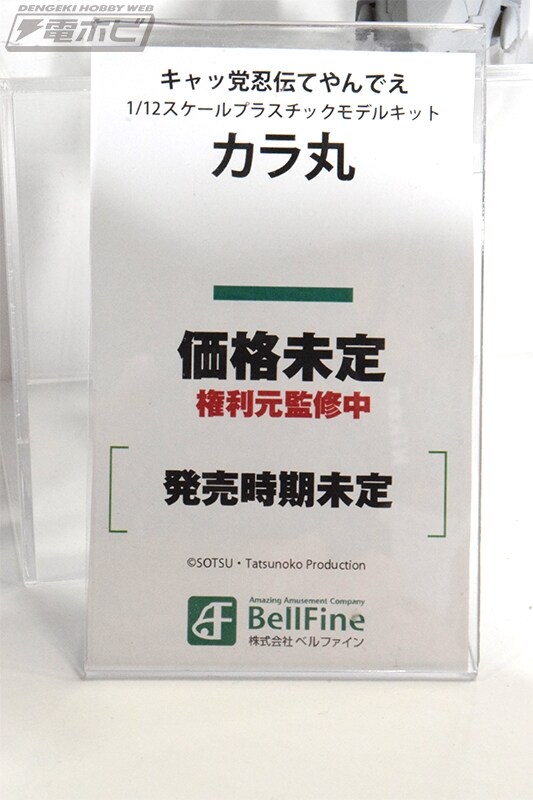 DENGEKI HOBBY WEB
電ホビ
キャッ党忍伝てやんでえ
1/12スケールプラスチックモデルキット
カラ丸
価格未定
権利元監修中
発売時期未定
©SOTSU・Tatsunoko Production
Amazing Amusement Company
BellFine
株式会社ベルファイン